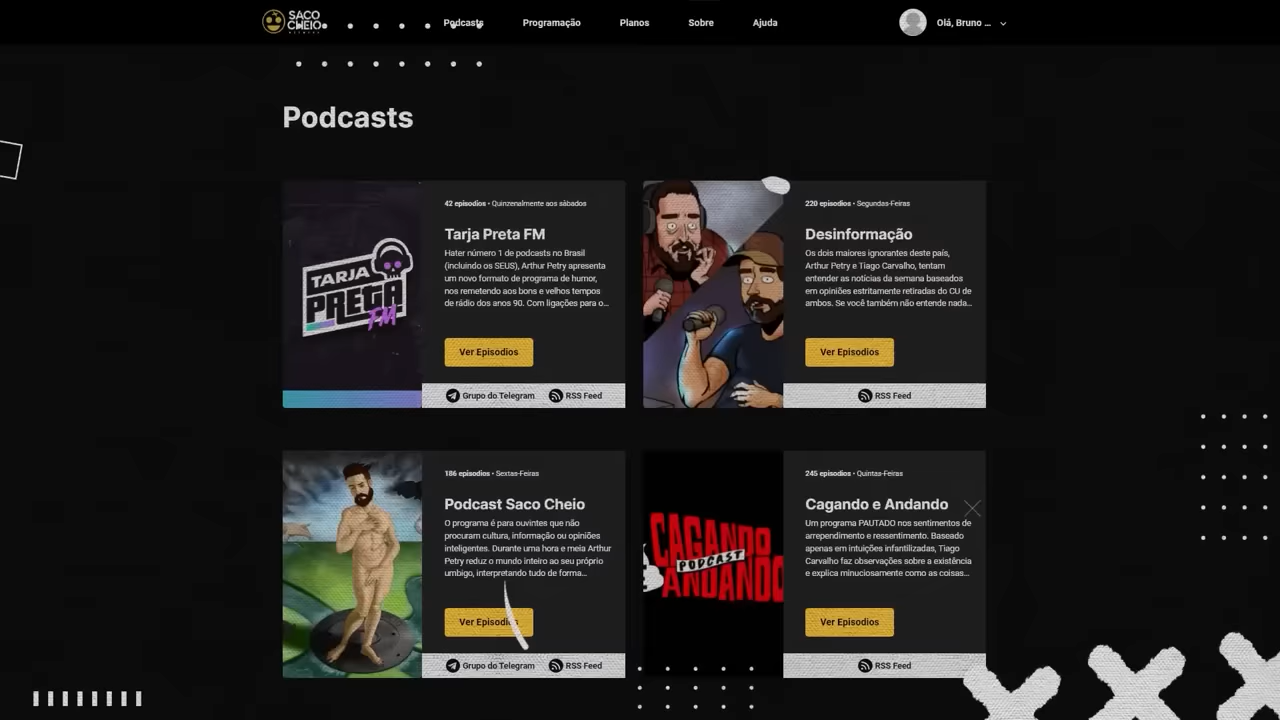 SACO
CHEIO
Podcasts
Programação
Planos
Sobre
Ajuda
Olá, Bruno ...
Podcasts
TARJA
PRETA
FM
42 episodios • Quinzenalmente aos sábados
Tarja Preta FM
Hater número 1 de podcasts no Brasil
(incluindo os SEUS), Arthur Petry apresenta
um novo formato de programa de humor,
nos remetendo aos bons e velhos tempos
de rádio dos anos 90. Com ligações para o...
Ver Episodios
Grupo do Telegram
RSS Feed
220 episodios • Segundas-Feiras
Desinformação
Os dois maiores ignorantes deste país,
Arthur Petry e Tiago Carvalho, tentam
entender as notícias da semana baseados
em opiniões estritamente retiradas do CU de
ambos. Se você também não entende nada...
Ver Episodios
RSS Feed
186 episodios • Sextas-Feiras
Podcast Saco Cheio
O programa é para ouvintes que não
procuram cultura, informação ou opiniões
inteligentes. Durante uma hora e meia Arthur
Petry reduz o mundo inteiro ao seu próprio
umbigo, interpretando tudo de forma...
Ver Episodios
Grupo do Telegram
RSS Feed
CAGANDO
PODCAST
ANDANDO
245 episodios • Quintas-Feiras
Cagando e Andando
Um programa PAUTADO nos sentimentos de
arrependimento e ressentimento. Baseado
apenas em intuições infantilizadas, Tiago
Carvalho faz observações sobre a existência
e explica minuciosamente como as coisas...
Ver Episodios
RSS Feed